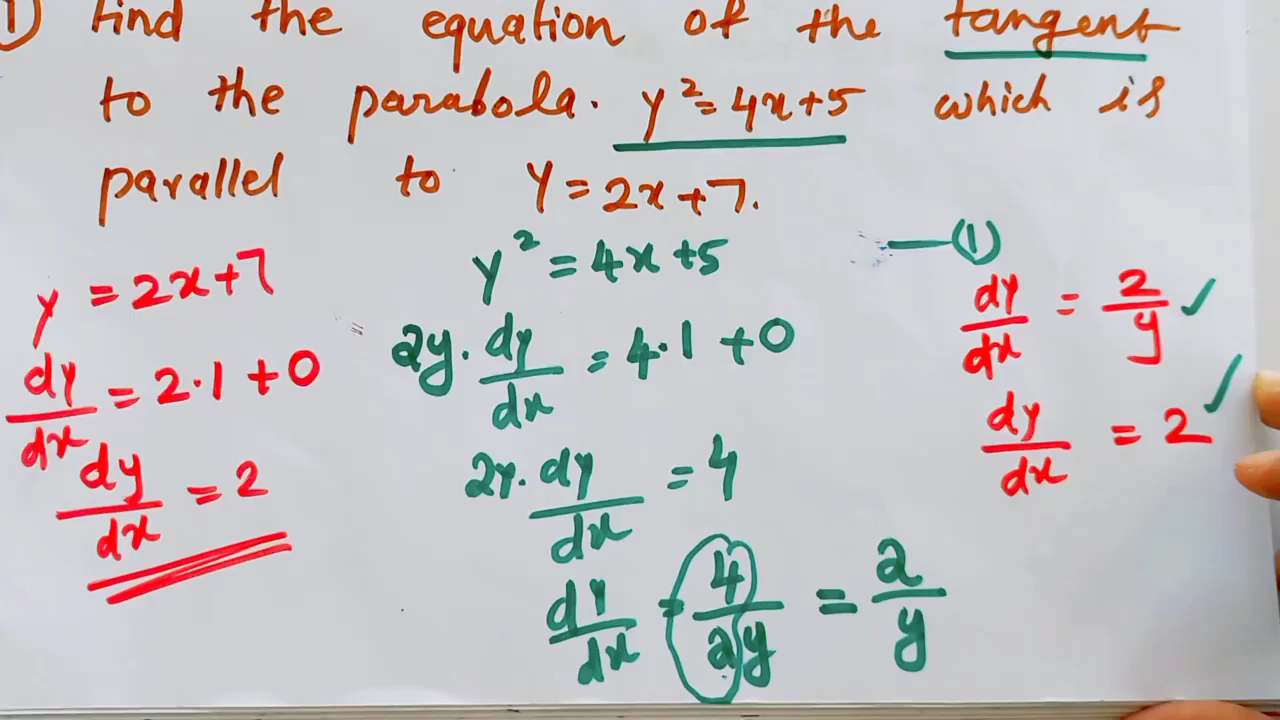 1) Find the equation of the tangent
to the parabola. y² = 4x+5 which is
parallel to Y = 2x+7.
y = 2x+7
dy/dx = 2·1+0
dy/dx = 2
y² = 4x+5 —(1)
2y·dy/dx = 4·1+0
2y·dy/dx = 4
dy/dx = 4/2y = 2/y
dy/dx = 2/y ✓
dy/dx = 2 ✓